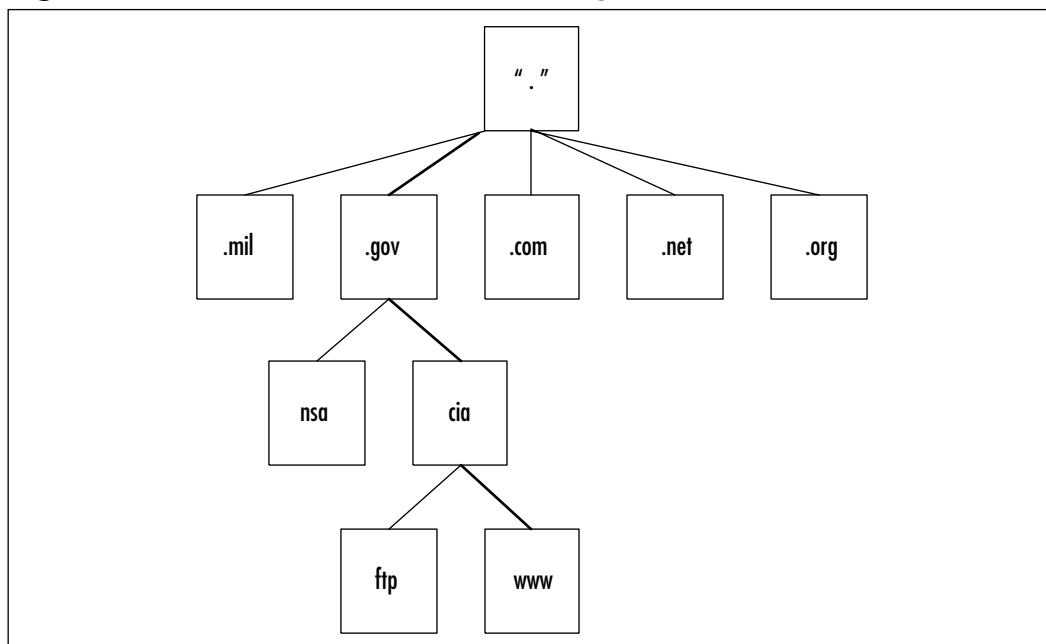 “ . ”
.mil .gov .com .net .org
nsa cia
ftp www